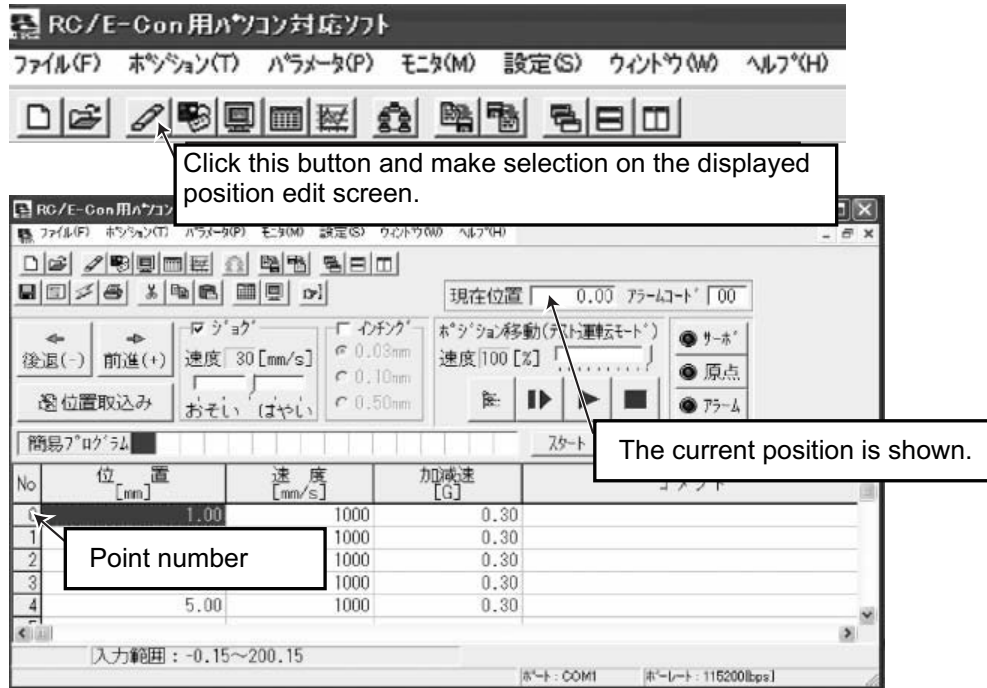 RC/E-Con用ﾊﾟｿｺﾝ対応ｿﾌﾄ
ﾌｧｲﾙ(F) ﾎﾟｼﾞｼｮﾝ(T) ﾊﾟﾗﾒｰﾀ(P) ﾓﾆﾀ(M) 設定(S) ｳｨﾝﾄﾞｳ(W) ﾍﾙﾌﾟ(H)
Click this button and make selection on the displayed
position edit screen.
RC/E-Con用ﾊﾟｿｺﾝ
ﾌｧｲﾙ(F) ﾎﾟｼﾞｼｮﾝ(T) ﾊﾟﾗﾒｰﾀ(P) ﾓﾆﾀ(M) 設定(S) ｳｨﾝﾄﾞｳ(W) ﾍﾙﾌﾟ(H)
現在位置 0.00 ｱﾗｰﾑｺｰﾄﾞ 00
後退(-) 前進(+)
位置取込み
ｼﾞｮｸﾞ
速度 30 [mm/s]
おそい はやい
ｲﾝﾁﾝｸﾞ
0.03mm
0.10mm
0.50mm
ﾎﾟｼﾞｼｮﾝ移動(ﾃｽﾄ運転ﾓｰﾄﾞ)
速度 100 [%]
ｻｰﾎﾞ
原点
ｱﾗｰﾑ
簡易ﾌﾟﾛｸﾞﾗﾑ ｽﾀｰﾄ
The current position is shown.
No 位 置 [mm] 速 度 [mm/s] 加減速 [G] コメント
0 1.00 1000 0.30
1 1000 0.30
2 1000 0.30
3 1000 0.30
4 5.00 1000 0.30
Point number
入力範囲：-0.15～200.15
ﾎﾟｰﾄ：COM1 ﾎﾞｰﾚｰﾄ：115200[bps]